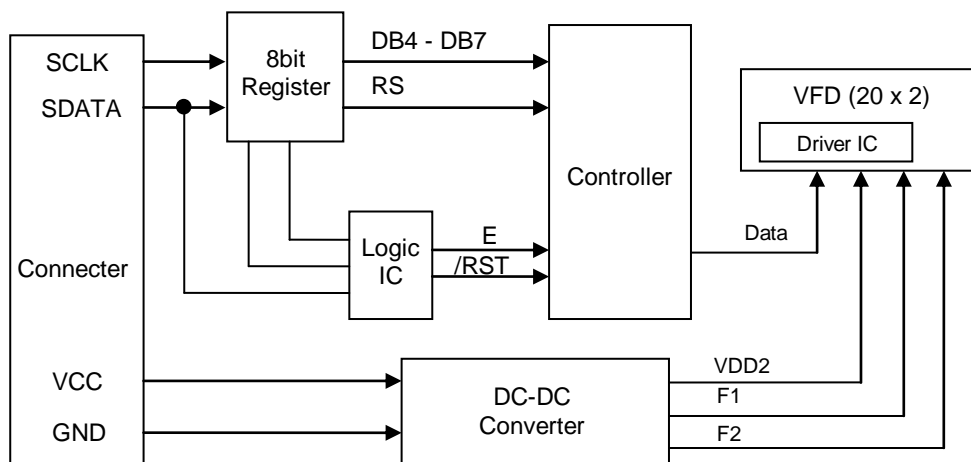 SCLK
SDATA
Connecter
VCC
GND
8bit
Register
DB4 - DB7
RS
Logic
IC
E
/RST
Controller
VFD (20 x 2)
Driver IC
Data
DC-DC
Converter
VDD2
F1
F2